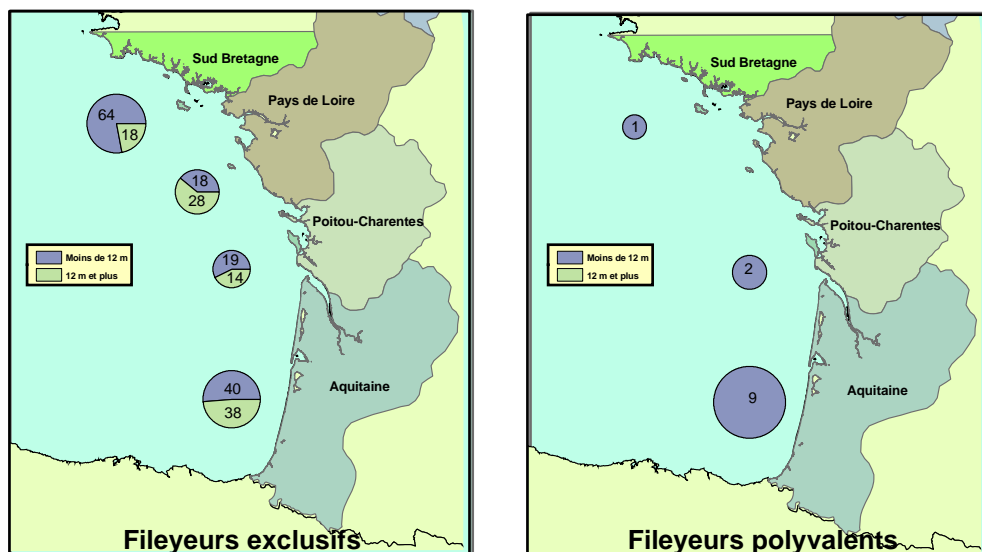 Sud Bretagne
Pays de Loire
64
18
18
28
Poitou-Charentes
Moins de 12 m
12 m et plus
19
14
40
38
Aquitaine
Fileyeurs exclusifs
Sud Bretagne
Pays de Loire
1
Poitou-Charentes
Moins de 12 m
12 m et plus
2
Aquitaine
9
Fileyeurs polyvalents